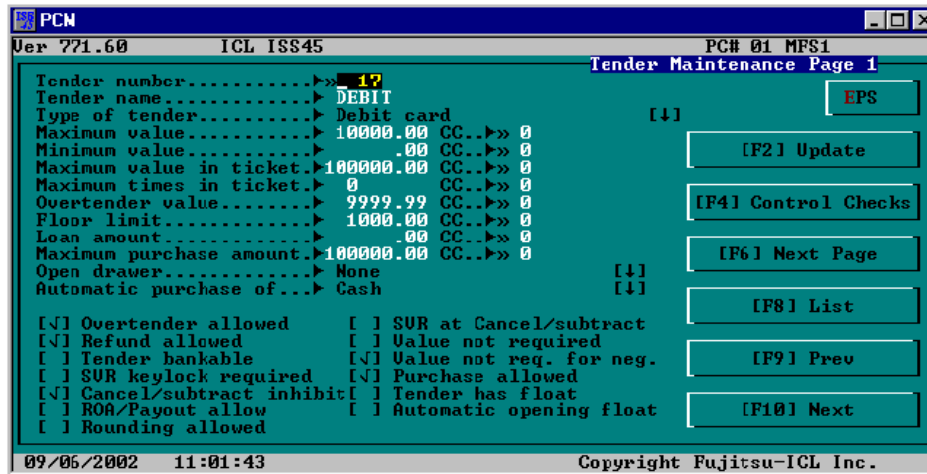 ISS45 PCN
Ver 771.60 ICL ISS45 PC# 01 MFS1
Tender Maintenance Page 1
Tender number............►» 17
Tender name.............► DEBIT
EPS
Type of tender..........► Debit card [↓]
Maximum value...........► 10000.00 CC..►» 0
Minimum value...........► .00 CC..►» 0
[F2] Update
Maximum value in ticket.►100000.00 CC..►» 0
Maximum times in ticket.► 0 CC..►» 0
Overtender value........► 9999.99 CC..►» 0
[F4] Control Checks
Floor limit.............► 1000.00 CC..►» 0
Loan amount.............► .00 CC..►» 0
Maximum purchase amount.►100000.00 CC..►» 0
[F6] Next Page
Open drawer.............► None [↓]
Automatic purchase of...► Cash [↓]
[F8] List
[√] Overtender allowed [ ] SVR at Cancel/subtract
[√] Refund allowed [ ] Value not required
[ ] Tender bankable [√] Value not req. for neg.
[F9] Prev
[ ] SVR keylock required [√] Purchase allowed
[√] Cancel/subtract inhibit[ ] Tender has float
[ ] ROA/Payout allow [ ] Automatic opening float
[F10] Next
[ ] Rounding allowed
09/06/2002 11:01:43 Copyright Fujitsu-ICL Inc.